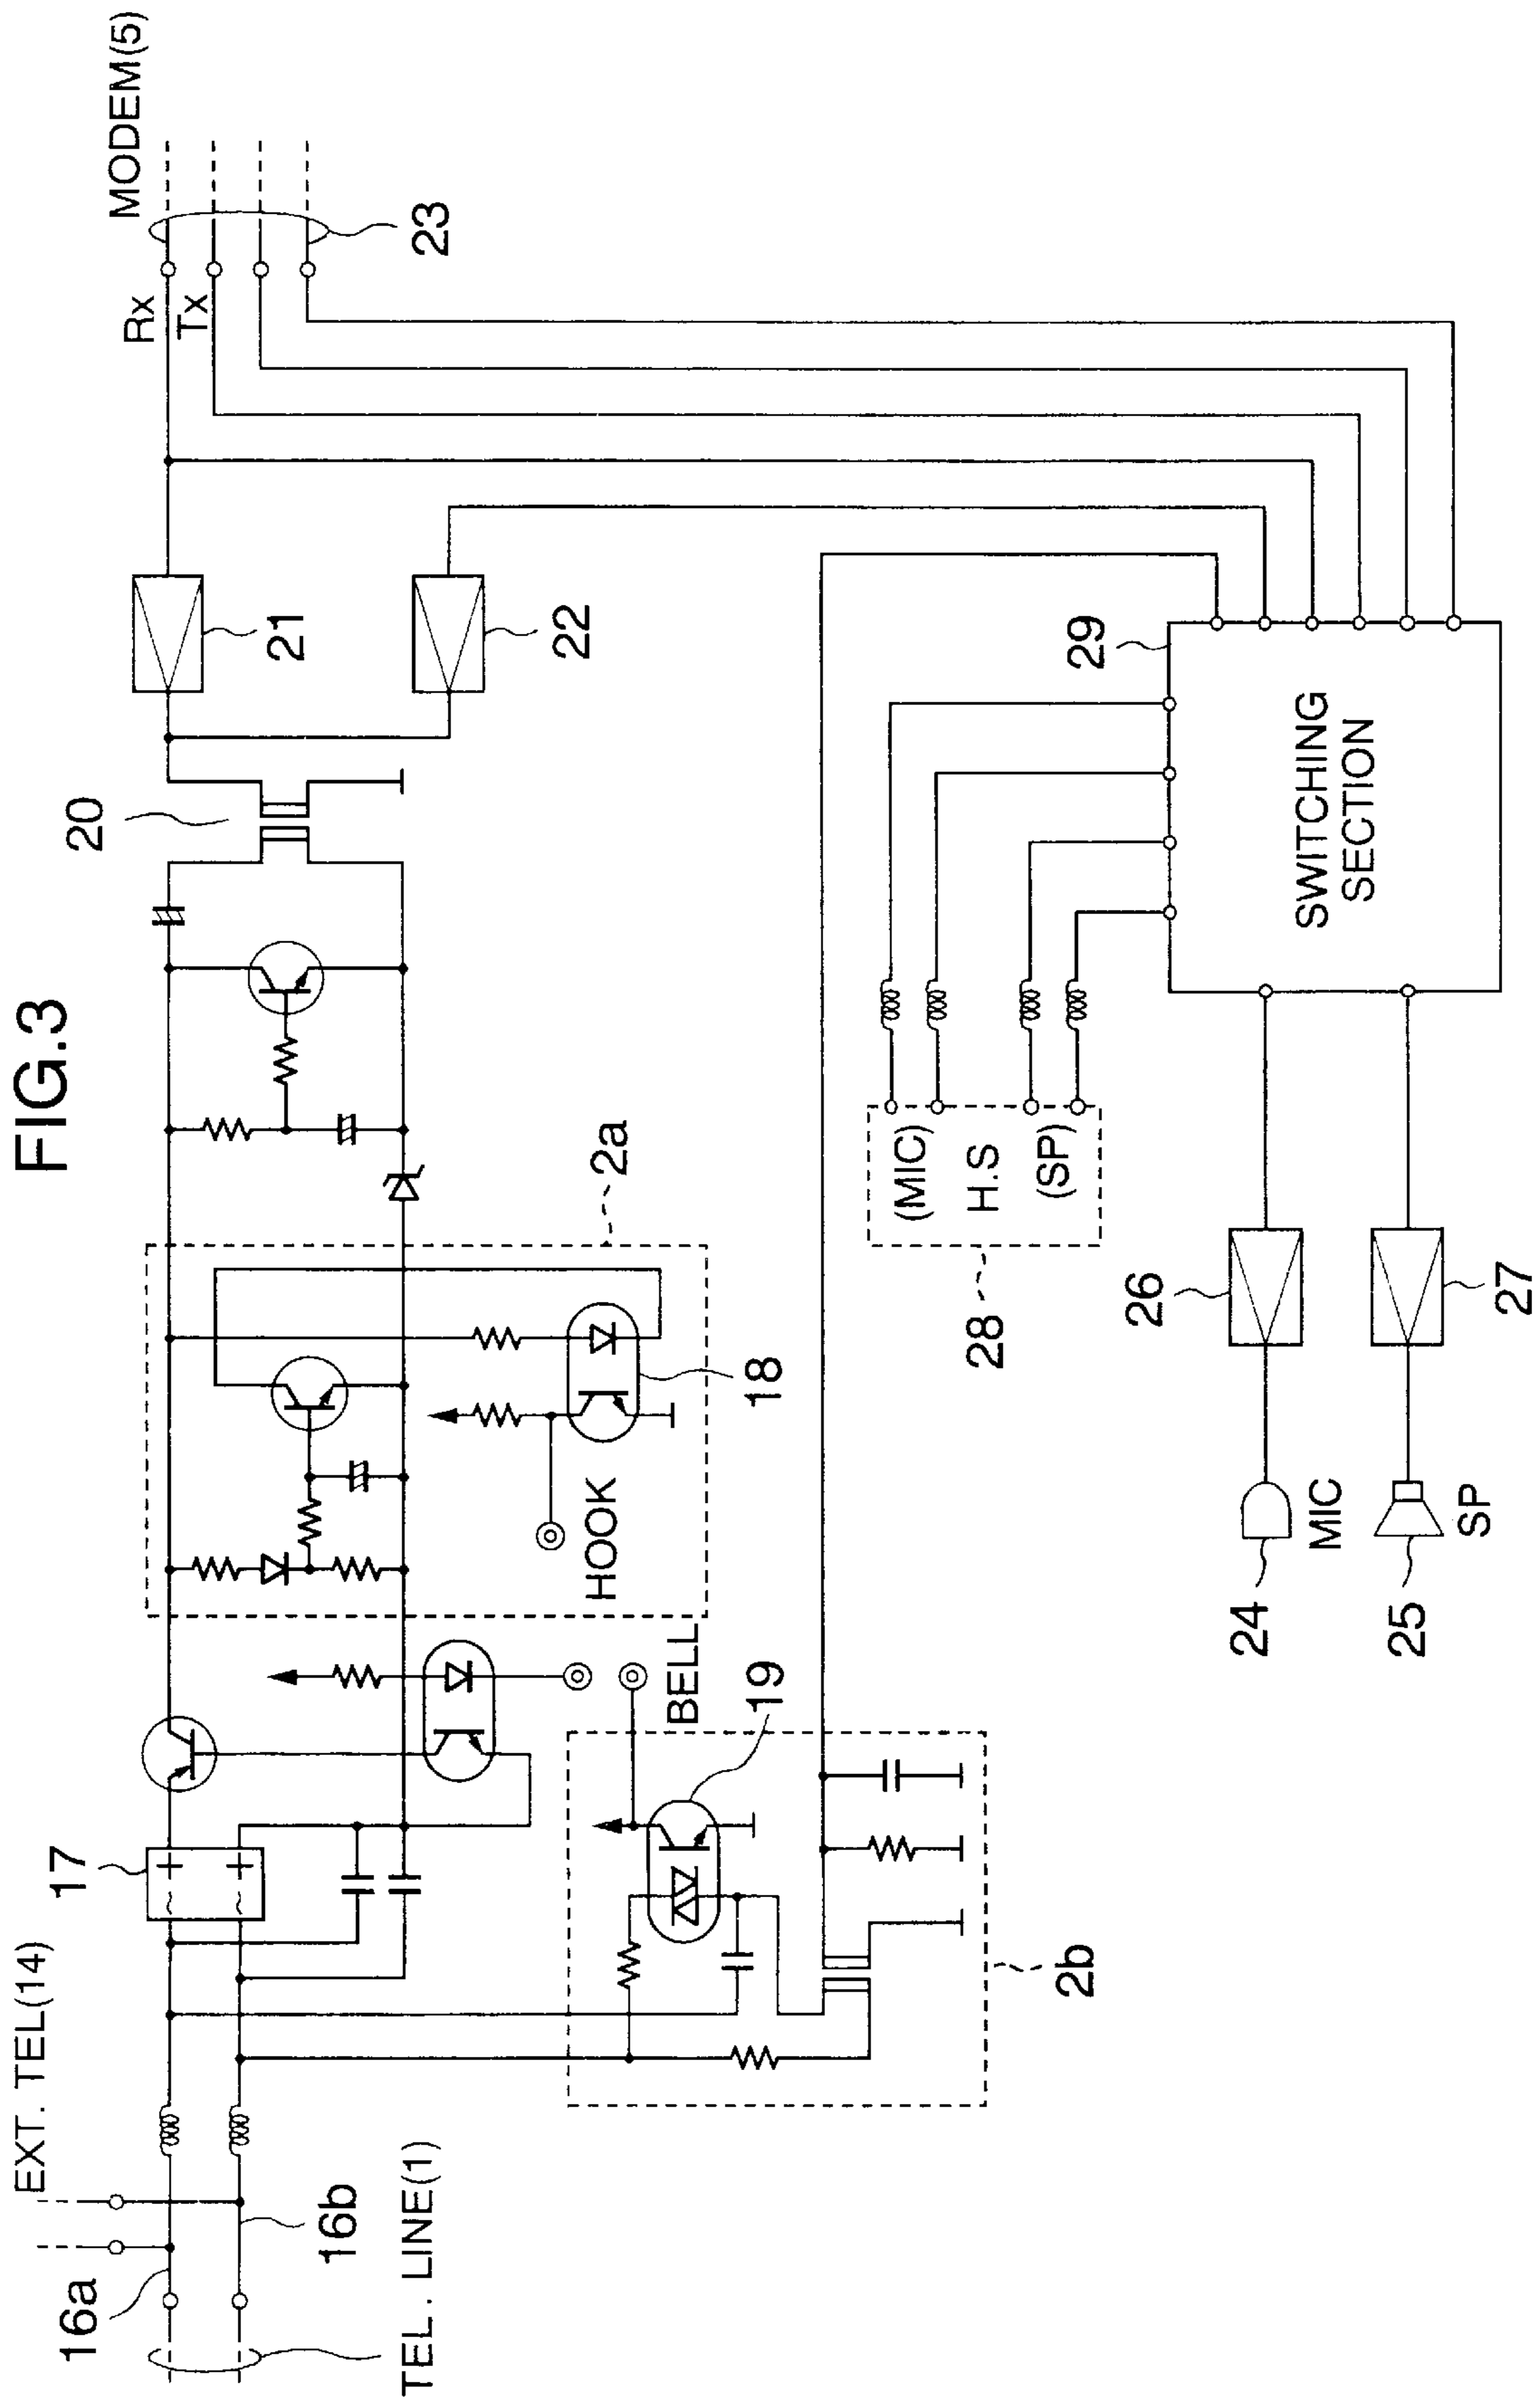 FIG.3
EXT. TEL(14)
16a
16b
TEL. LINE(1)
17
20
21
22
Rx
Tx
MODEM(5)
23
2a
HOOK
18
BELL
19
2b
28
(MIC)
H.S
(SP)
29
SWITCHING
SECTION
24
MIC
26
25
SP
27
+
+
~
~